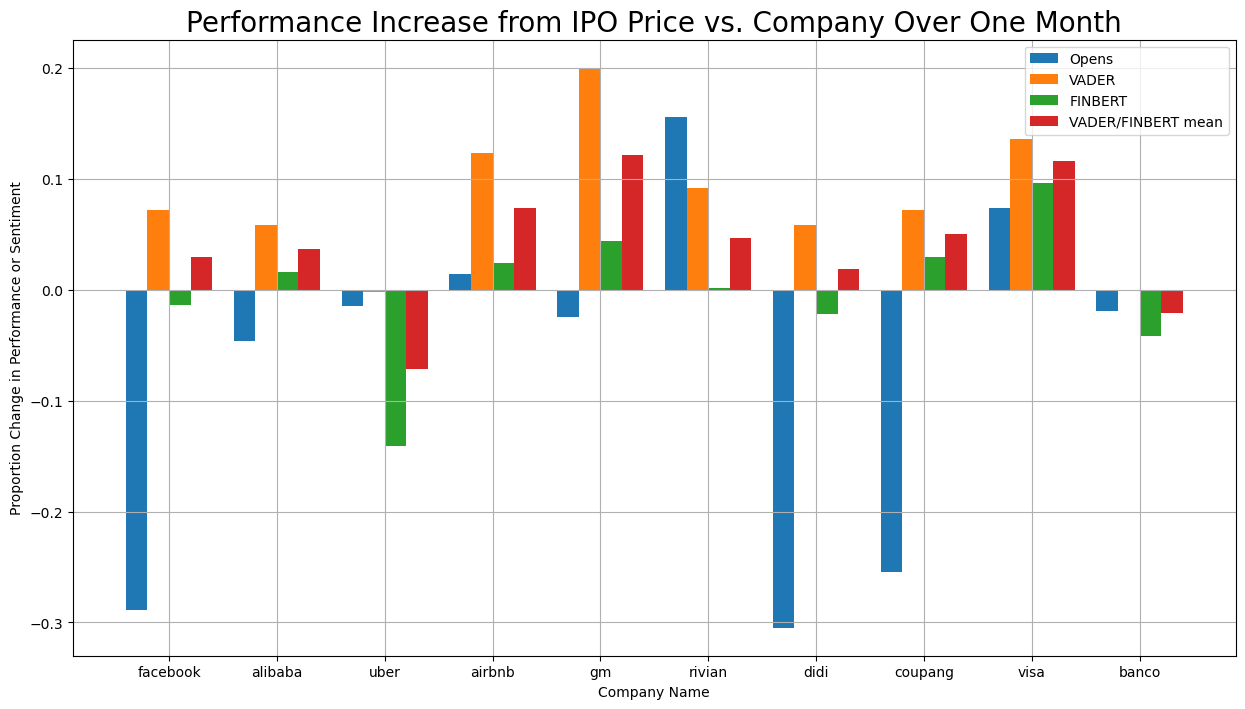 Performance Increase from IPO Price vs. Company Over One Month
Opens
VADER
FINBERT
VADER/FINBERT mean
Proportion Change in Performance or Sentiment
0.2
0.1
0.0
−0.1
−0.2
−0.3
facebook alibaba uber airbnb gm rivian didi coupang visa banco
Company Name